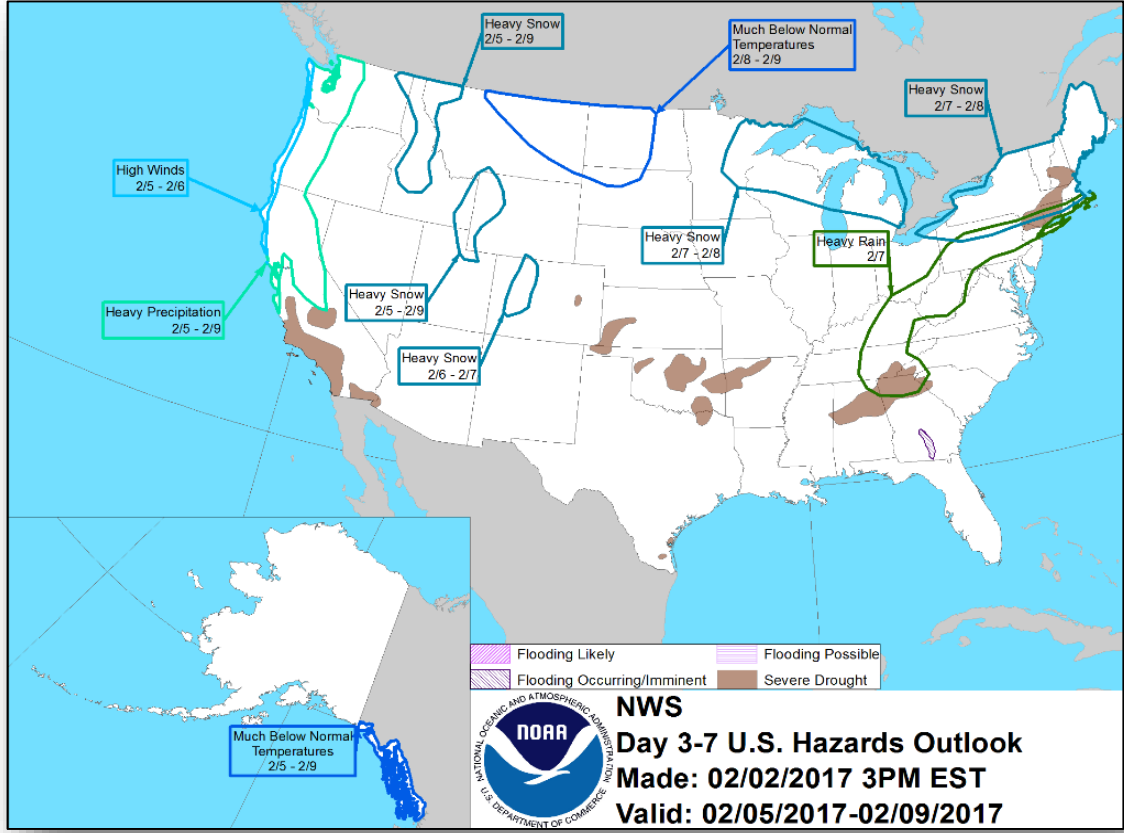 Heavy Snow
2/5 - 2/9
Much Below Normal
Temperatures
2/8 - 2/9
Heavy Snow
2/7 - 2/8
High Winds
2/5 - 2/6
Heavy Snow
2/7 - 2/8
Heavy Rain
2/7
Heavy Precipitation
2/5 - 2/9
Heavy Snow
2/5 - 2/9
Heavy Snow
2/6 - 2/7
Much Below Normal
Temperatures
2/5 - 2/9
Flooding Likely
Flooding Possible
Flooding Occurring/Imminent
Severe Drought
NATIONAL OCEANIC AND ATMOSPHERIC ADMINISTRATION
NOAA
U.S. DEPARTMENT OF COMMERCE
NWS
Day 3-7 U.S. Hazards Outlook
Made: 02/02/2017 3PM EST
Valid: 02/05/2017-02/09/2017